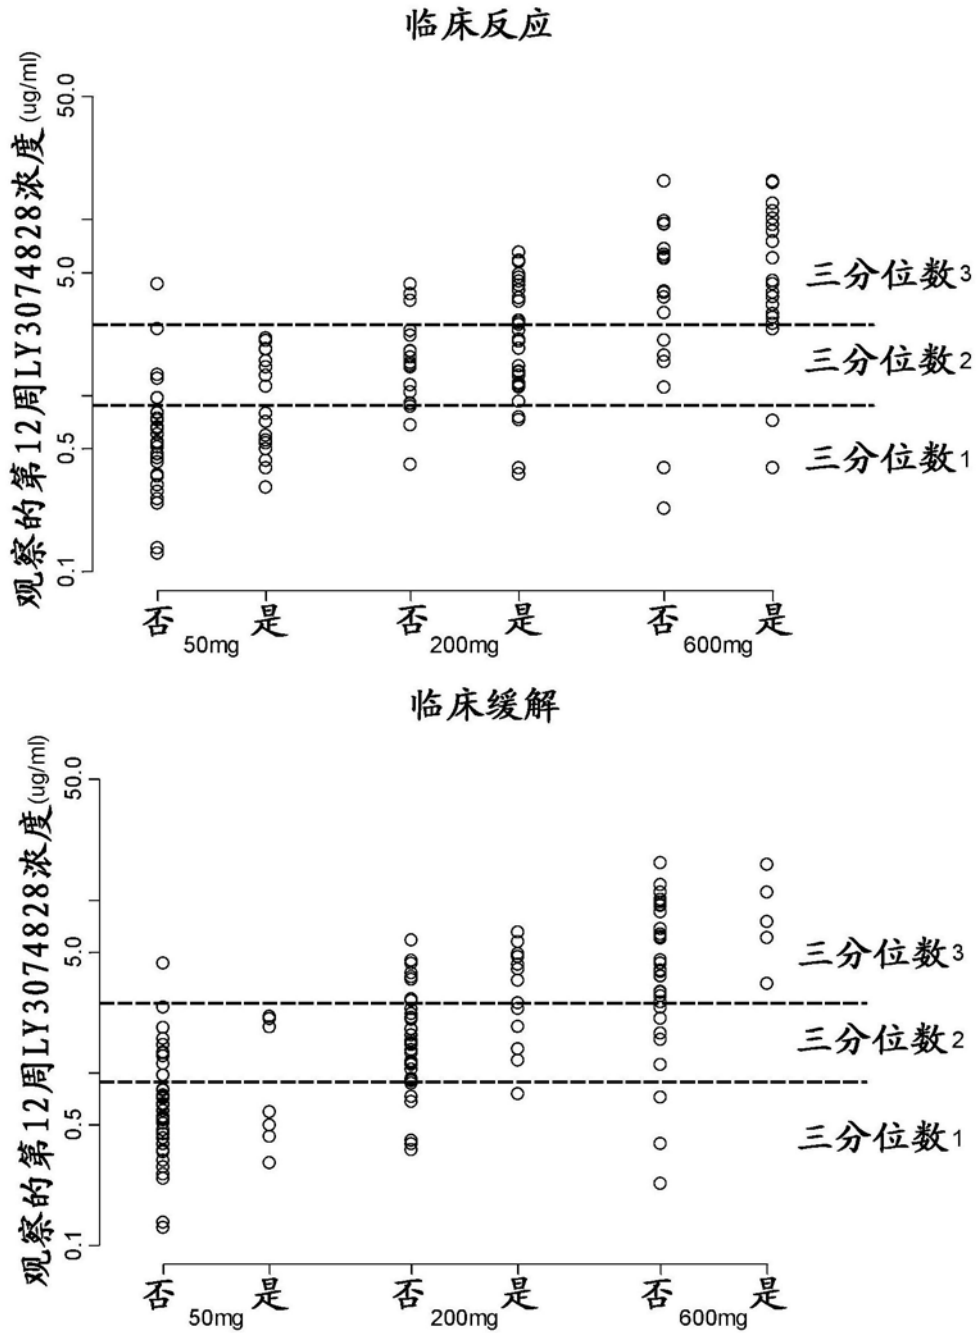 临床反应
观察的第12周LY3074828浓度(ug/ml)
50.0
5.0
0.5
0.1
三分位数3
三分位数2
三分位数1
否 是 否 是 否 是
50mg 200mg 600mg
临床缓解
观察的第12周LY3074828浓度(ug/ml)
50.0
5.0
0.5
0.1
三分位数3
三分位数2
三分位数1
否 是 否 是 否 是
50mg 200mg 600mg